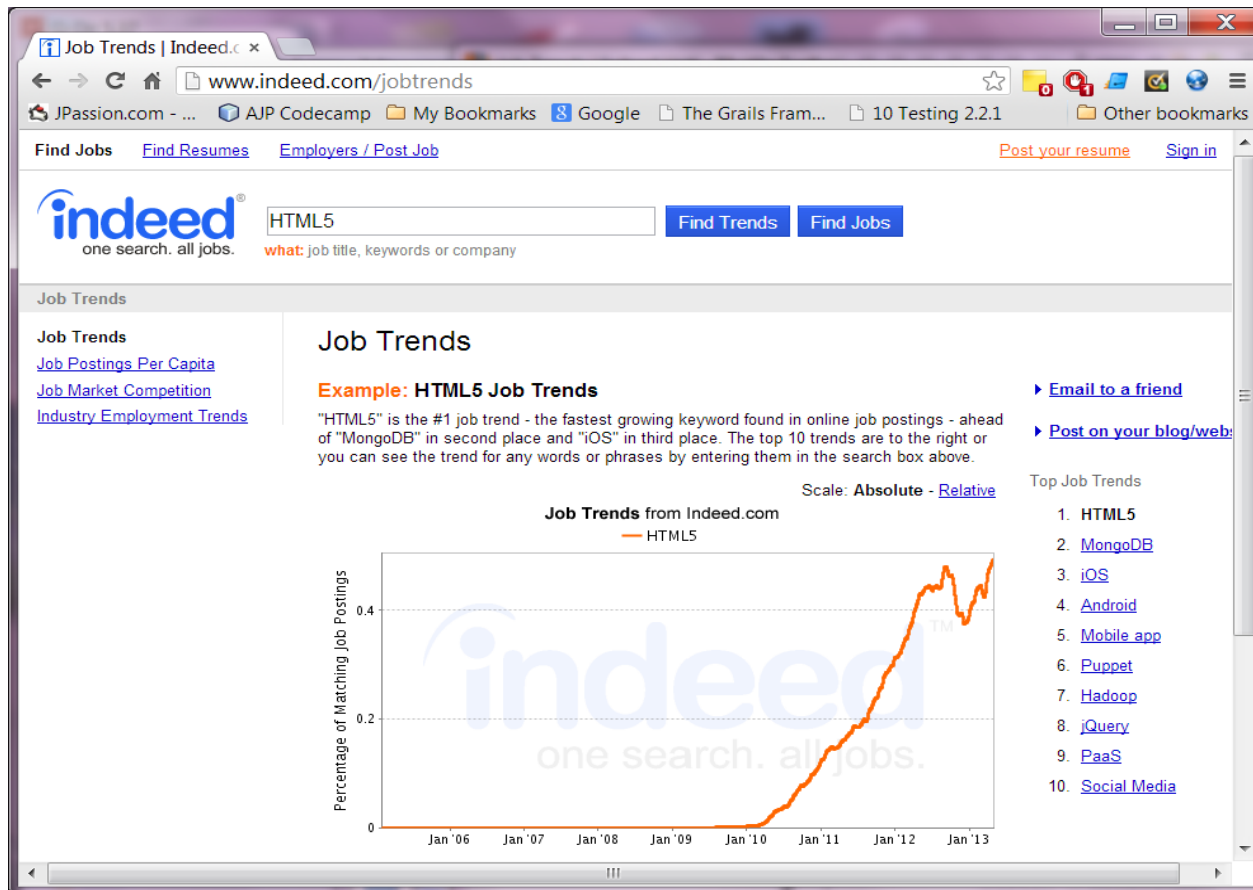 Job Trends | Indeed.c ×
www.indeed.com/jobtrends
0 1
JPassion.com - ... AJP Codecamp My Bookmarks 8 Google The Grails Fram... 10 Testing 2.2.1 Other bookmarks
Find Jobs Find Resumes Employers / Post Job Post your resume Sign in
indeed®
one search. all jobs.
HTML5
Find Trends Find Jobs
what: job title, keywords or company
Job Trends
Job Trends
Job Postings Per Capita
Job Market Competition
Industry Employment Trends
Job Trends
Example: HTML5 Job Trends
"HTML5" is the #1 job trend - the fastest growing keyword found in online job postings - ahead
of "MongoDB" in second place and "iOS" in third place. The top 10 trends are to the right or
you can see the trend for any words or phrases by entering them in the search box above.
Scale: Absolute - Relative
Job Trends from Indeed.com
HTML5
Percentage of Matching Job Postings
0.4
0.2
0
Jan '06 Jan '07 Jan '08 Jan '09 Jan '10 Jan '11 Jan '12 Jan '13
indeed™
one search. all jobs.
Email to a friend
Post on your blog/webs
Top Job Trends
1. HTML5
2. MongoDB
3. iOS
4. Android
5. Mobile app
6. Puppet
7. Hadoop
8. jQuery
9. PaaS
10. Social Media